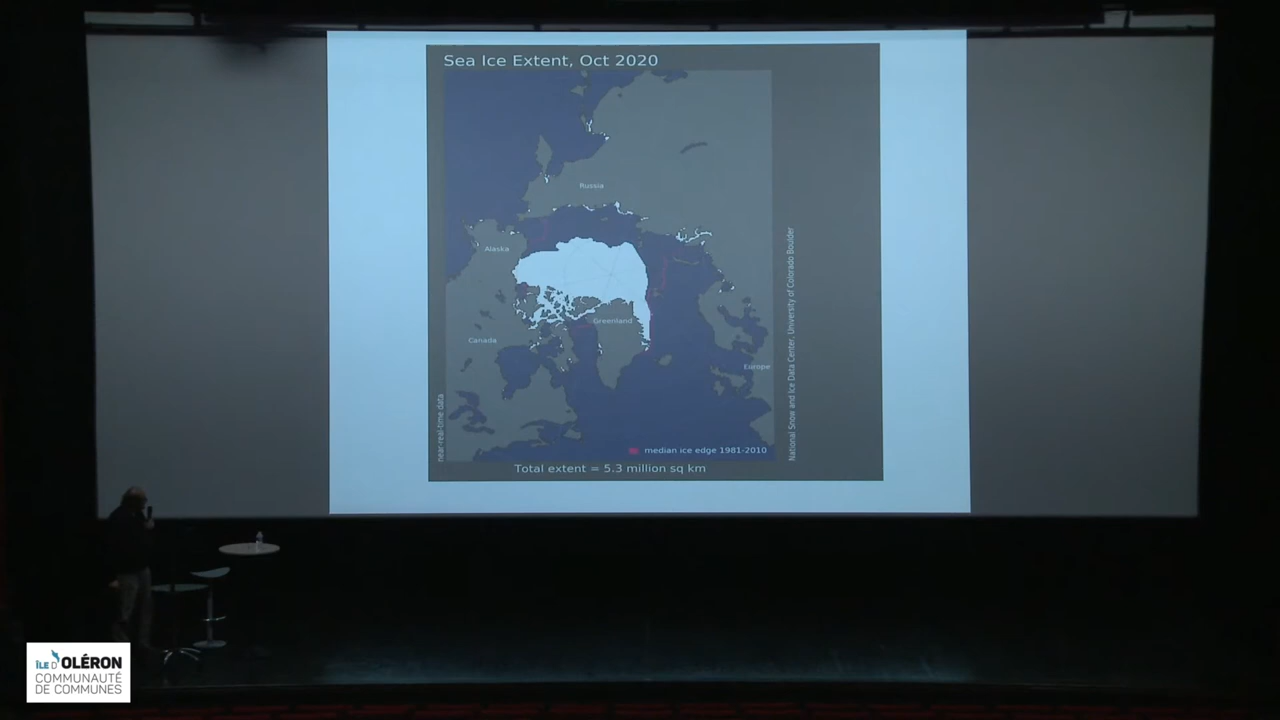 Sea Ice Extent, Oct 2020
Russia
Alaska
Greenland
Canada
Europe
near-real-time data
National Snow and Ice Data Center, University of Colorado Boulder
median ice edge 1981-2010
Total extent = 5.3 million sq km
ÎLE D'OLÉRON
COMMUNAUTÉ
DE COMMUNES